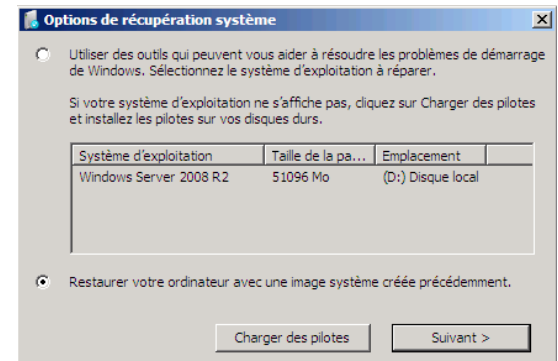 Options de récupération système
Utiliser des outils qui peuvent vous aider à résoudre les problèmes de démarrage
de Windows. Sélectionnez le système d'exploitation à réparer.
Si votre système d'exploitation ne s'affiche pas, cliquez sur Charger des pilotes
et installez les pilotes sur vos disques durs.
Système d'exploitation Taille de la pa... Emplacement
Windows Server 2008 R2 51096 Mo (D:) Disque local
Restaurer votre ordinateur avec une image système créée précédemment.
Charger des pilotes Suivant >